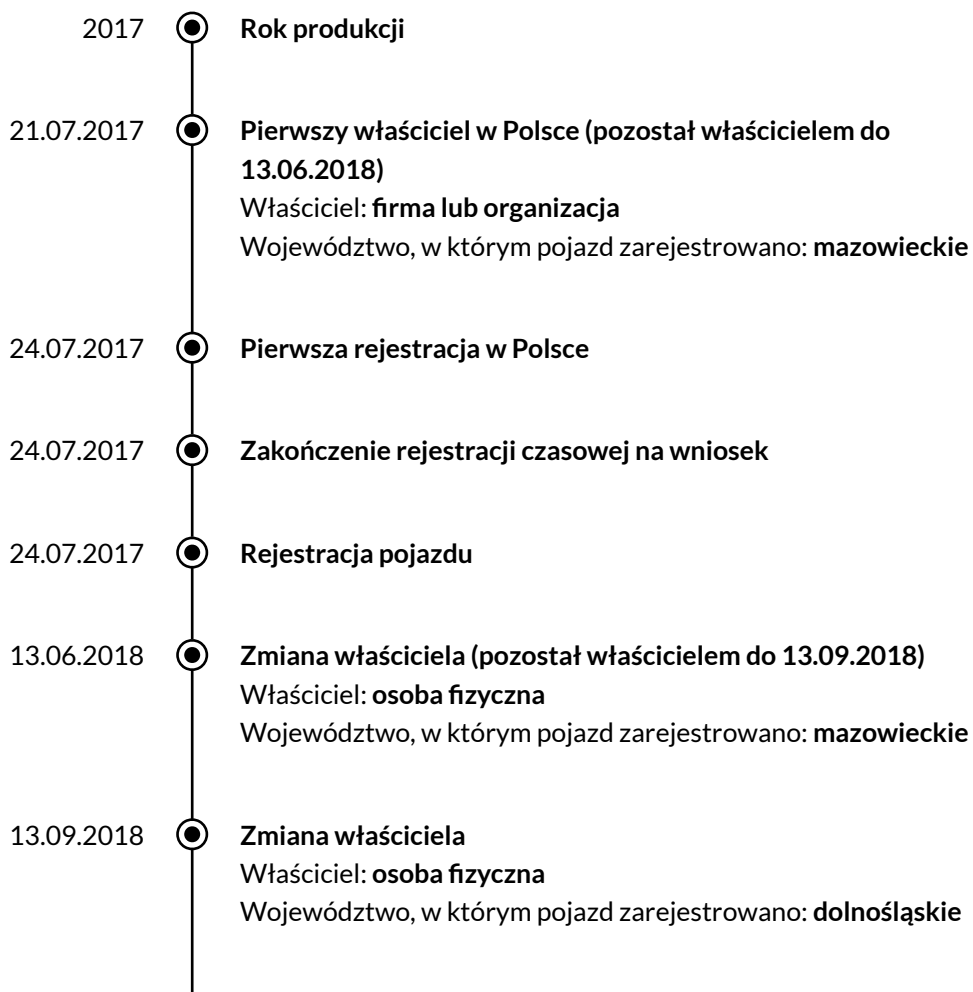 2017 Rok produkcji
21.07.2017 Pierwszy właściciel w Polsce (pozostał właścicielem do
13.06.2018)
Właściciel: firma lub organizacja
Województwo, w którym pojazd zarejestrowano: mazowieckie
24.07.2017 Pierwsza rejestracja w Polsce
24.07.2017 Zakończenie rejestracji czasowej na wniosek
24.07.2017 Rejestracja pojazdu
13.06.2018 Zmiana właściciela (pozostał właścicielem do 13.09.2018)
Właściciel: osoba fizyczna
Województwo, w którym pojazd zarejestrowano: mazowieckie
13.09.2018 Zmiana właściciela
Właściciel: osoba fizyczna
Województwo, w którym pojazd zarejestrowano: dolnośląskie